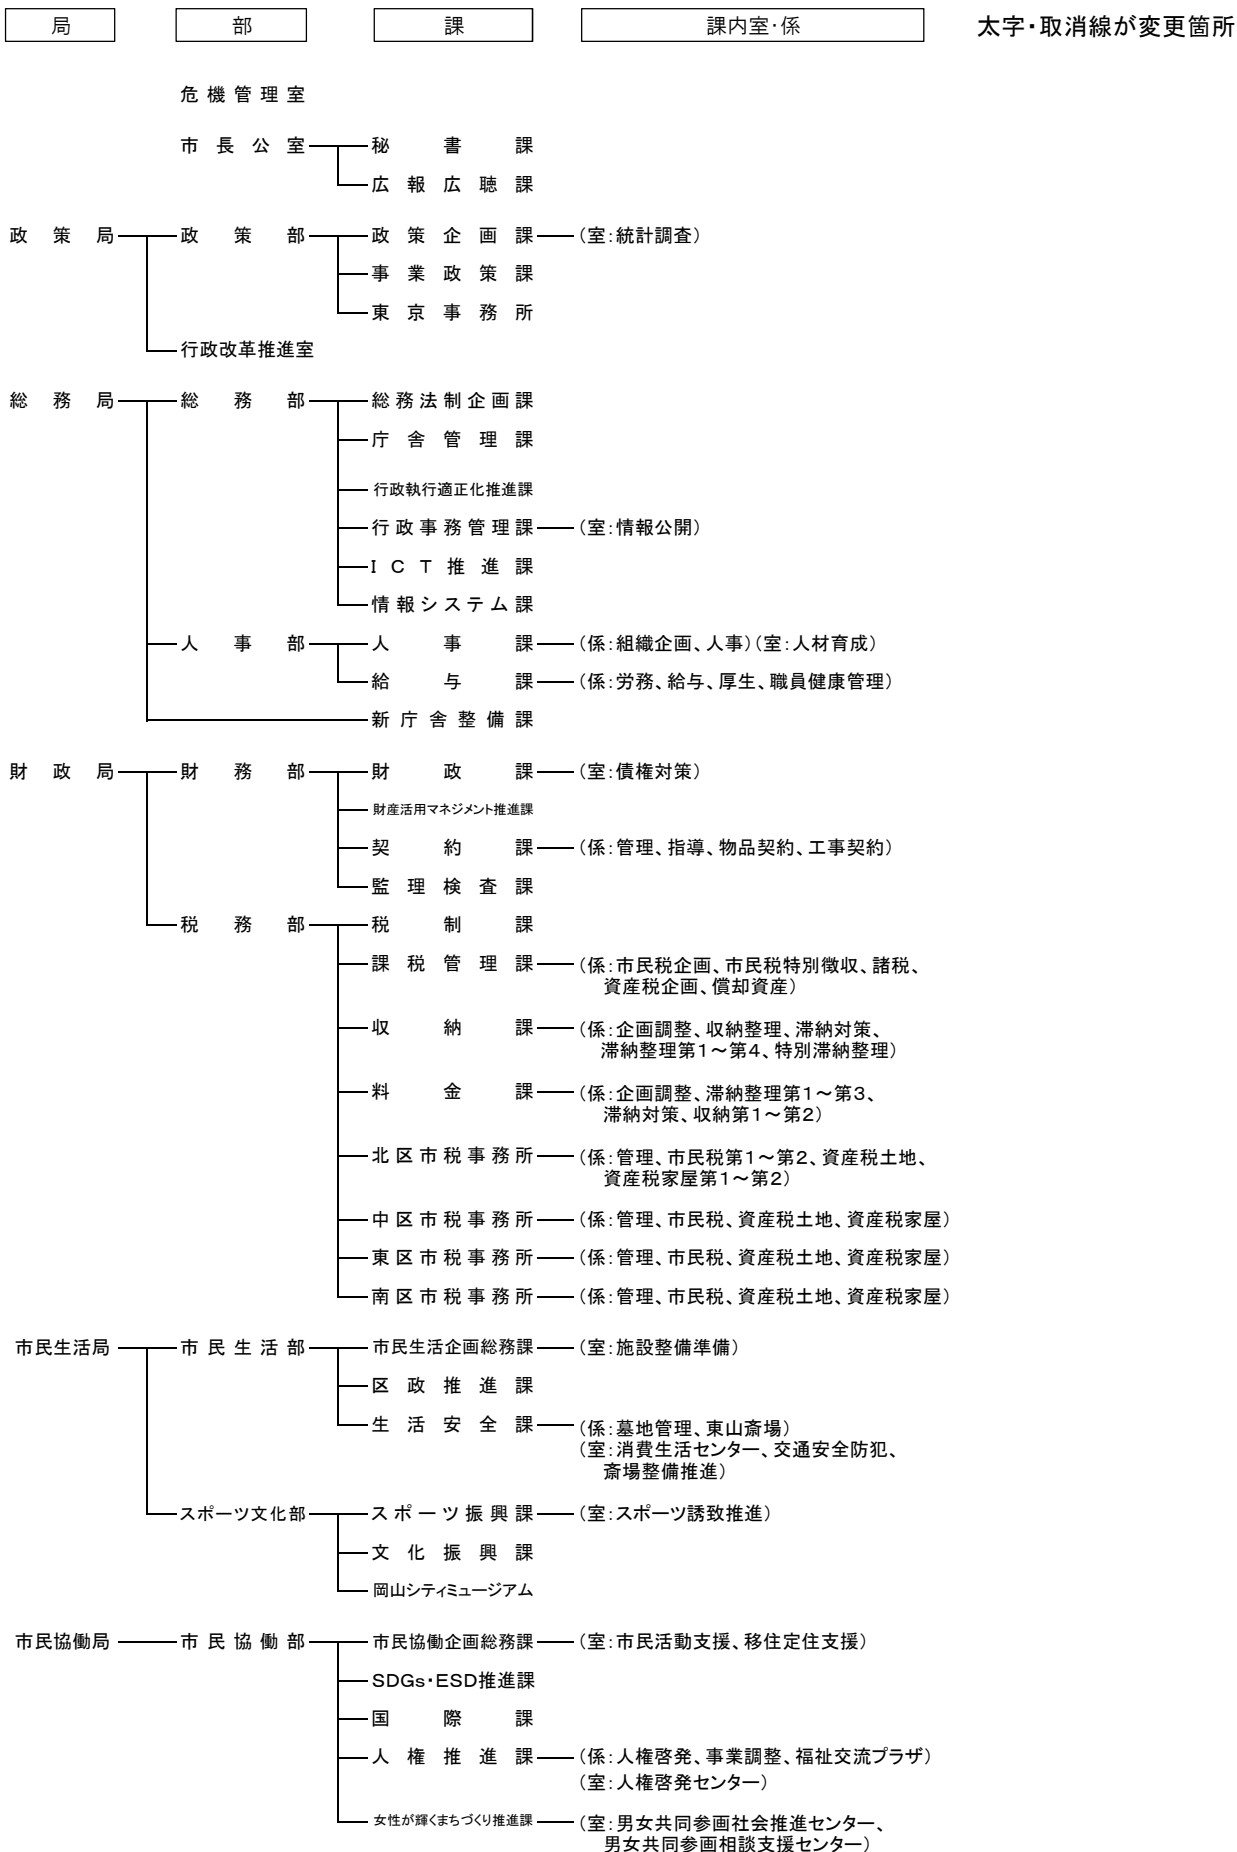 局 部 課 課内室・係 太字・取消線が変更箇所
危機管理室
市長公室 秘書課
広報広聴課
政策局 政策部 政策企画課 (室:統計調査)
事業政策課
東京事務所
行政改革推進室
総務局 総務部 総務法制企画課
庁舎管理課
行政執行適正化推進課
行政事務管理課 (室:情報公開)
ICT推進課
情報システム課
人事部 人事課 (係:組織企画、人事)(室:人材育成)
給与課 (係:労務、給与、厚生、職員健康管理)
新庁舎整備課
財政局 財務部 財政課 (室:債権対策)
財産活用マネジメント推進課
契約課 (係:管理、指導、物品契約、工事契約)
監理検査課
税務部 税制課
課税管理課 (係:市民税企画、市民税特別徴収、諸税、
資産税企画、償却資産)
収納課 (係:企画調整、収納整理、滞納対策、
滞納整理第1~第4、特別滞納整理)
料金課 (係:企画調整、滞納整理第1~第3、
滞納対策、収納第1~第2)
北区市税事務所 (係:管理、市民税第1~第2、資産税土地、
資産税家屋第1~第2)
中区市税事務所 (係:管理、市民税、資産税土地、資産税家屋)
東区市税事務所 (係:管理、市民税、資産税土地、資産税家屋)
南区市税事務所 (係:管理、市民税、資産税土地、資産税家屋)
市民生活局 市民生活部 市民生活企画総務課 (室:施設整備準備)
区政推進課
生活安全課 (係:墓地管理、東山斎場)
(室:消費生活センター、交通安全防犯、
斎場整備推進)
スポーツ文化部 スポーツ振興課 (室:スポーツ誘致推進)
文化振興課
岡山シティミュージアム
市民協働局 市民協働部 市民協働企画総務課 (室:市民活動支援、移住定住支援)
SDGs・ESD推進課
国際課
人権推進課 (係:人権啓発、事業調整、福祉交流プラザ)
(室:人権啓発センター)
女性が輝くまちづくり推進課 (室:男女共同参画社会推進センター、
男女共同参画相談支援センター)